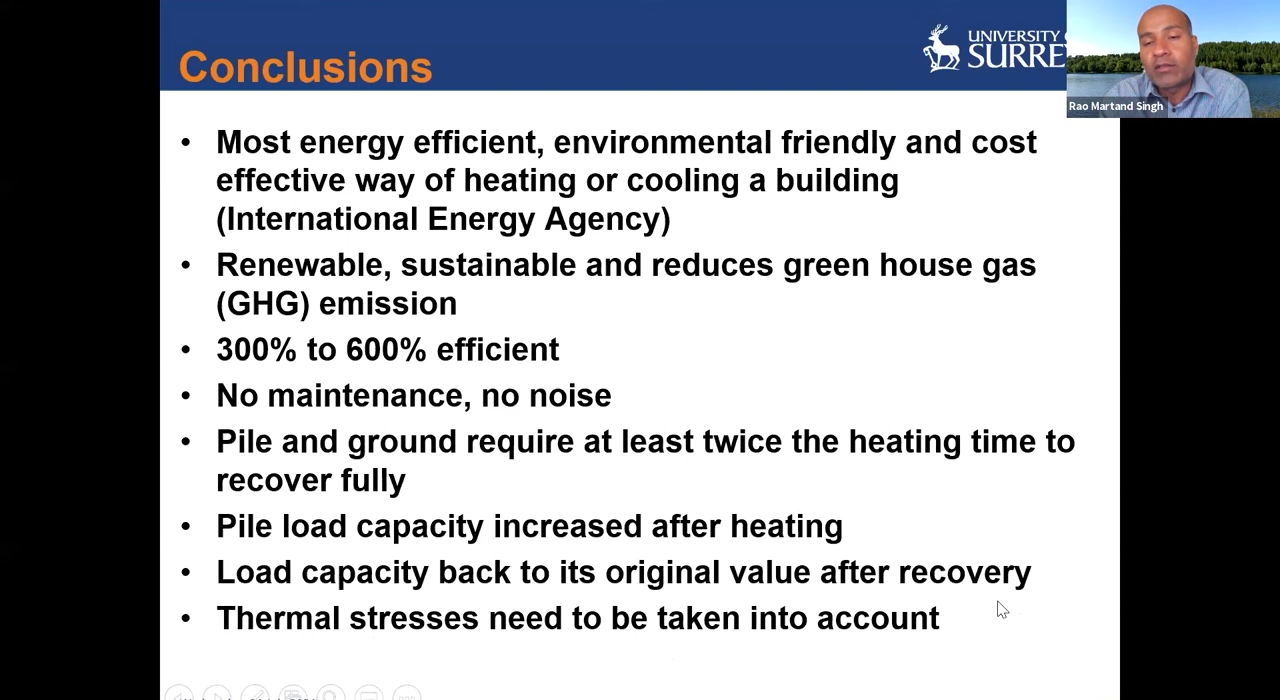 Conclusions
UNIVERSITY
SURRE
Rao Martand Singh
• Most energy efficient, environmental friendly and cost
effective way of heating or cooling a building
(International Energy Agency)
• Renewable, sustainable and reduces green house gas
(GHG) emission
• 300% to 600% efficient
• No maintenance, no noise
• Pile and ground require at least twice the heating time to
recover fully
• Pile load capacity increased after heating
• Load capacity back to its original value after recovery
• Thermal stresses need to be taken into account